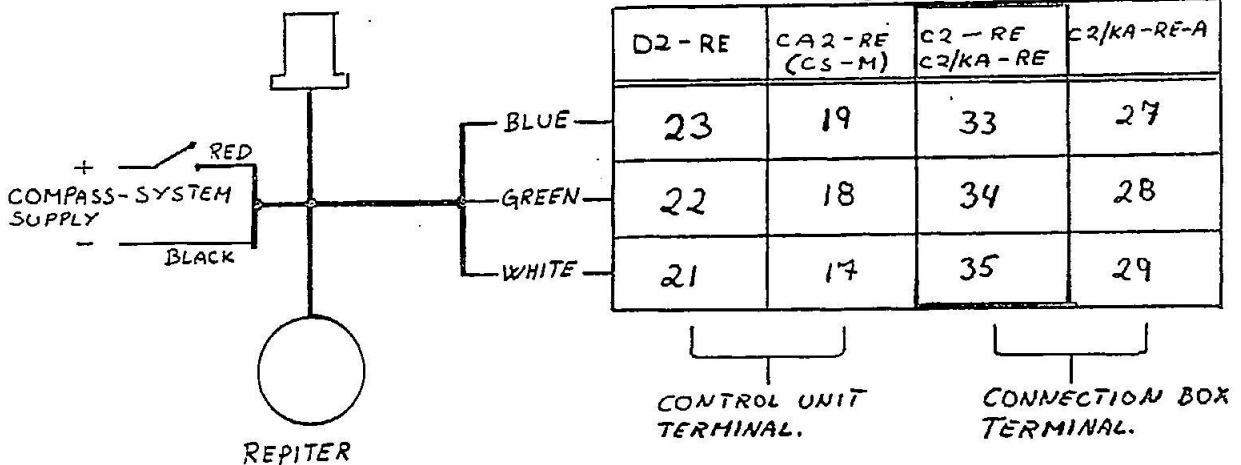 D2-RE
CA2-RE
(CS-M)
C2-RE
C2/KA-RE
C2/KA-RE-A
BLUE
23
19
33
27
+
RED
COMPASS-SYSTEM
SUPPLY
-
BLACK
GREEN
22
18
34
28
WHITE
21
17
35
29
CONTROL UNIT
TERMINAL.
CONNECTION BOX
TERMINAL.
REPITER